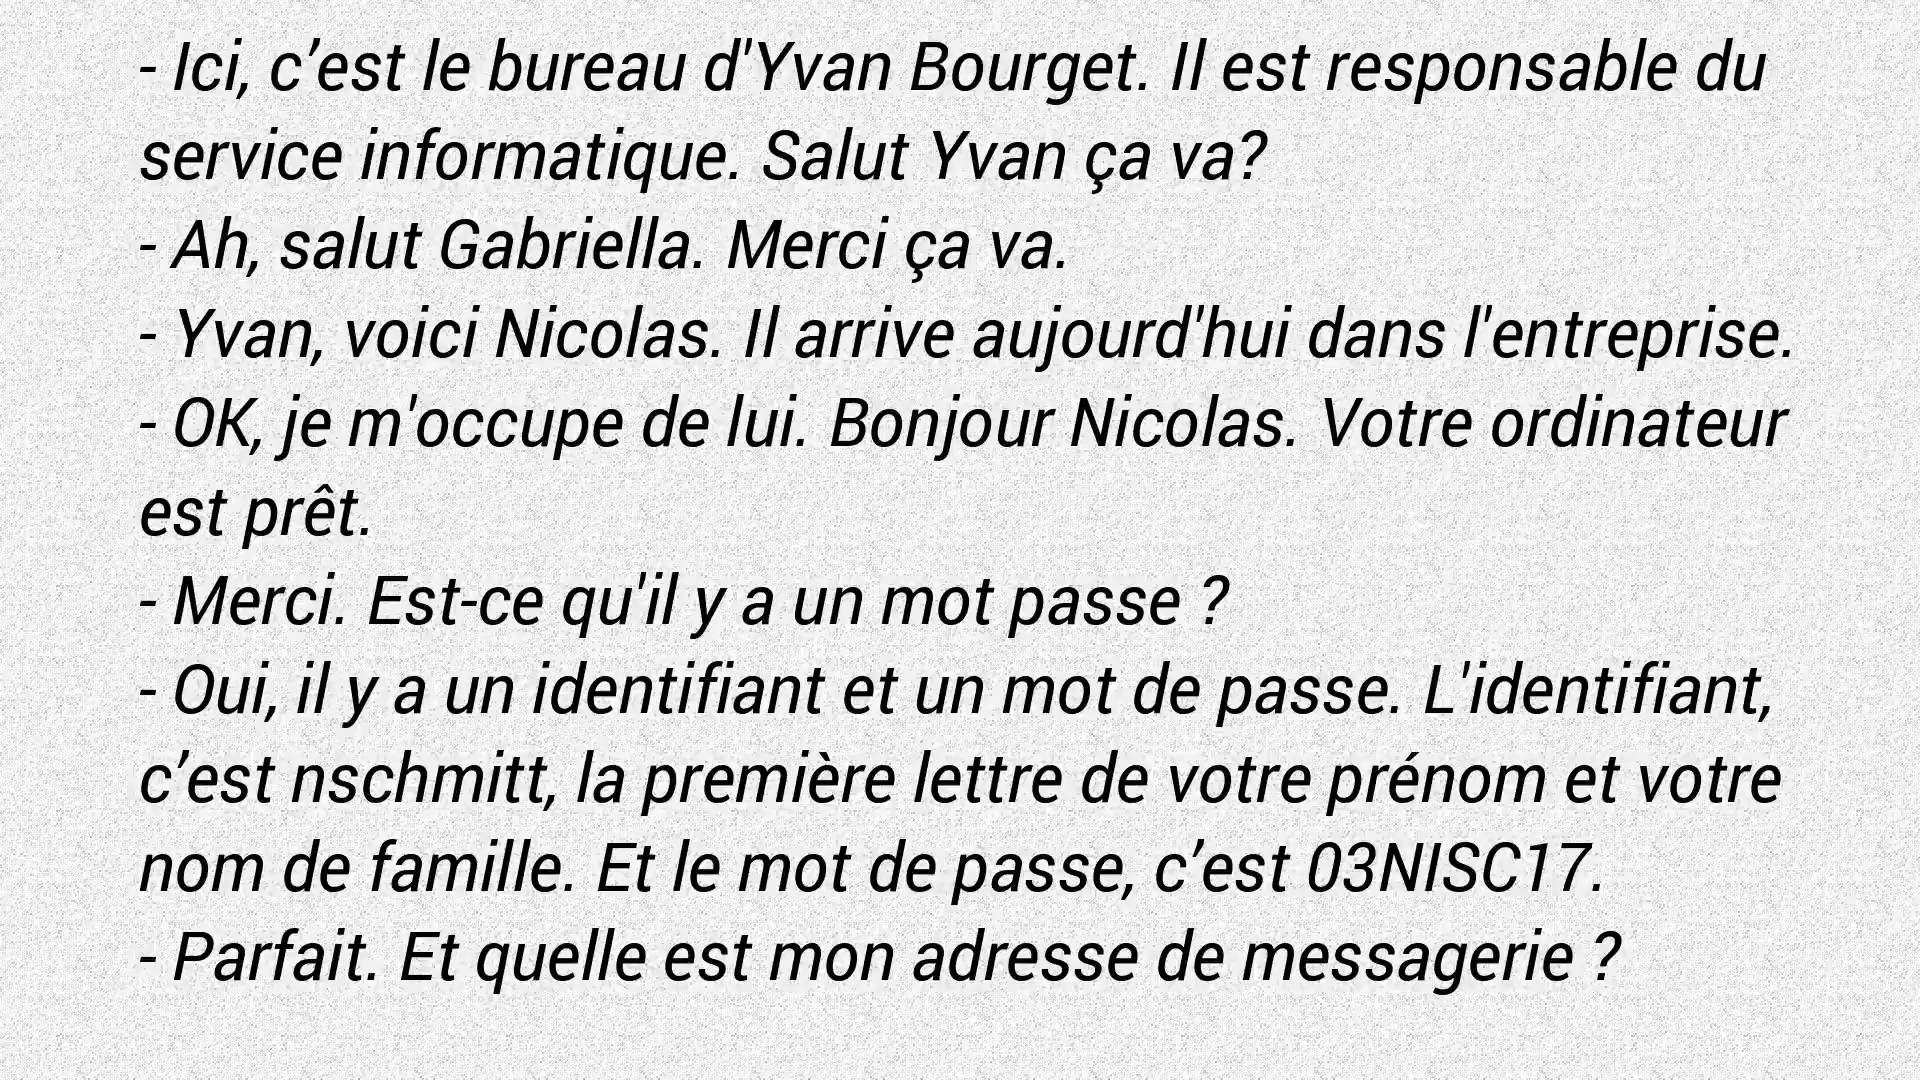 - Ici, c’est le bureau d'Yvan Bourget. Il est responsable du
service informatique. Salut Yvan ça va?
- Ah, salut Gabriella. Merci ça va.
- Yvan, voici Nicolas. Il arrive aujourd'hui dans l'entreprise.
- OK, je m'occupe de lui. Bonjour Nicolas. Votre ordinateur
est prêt.
- Merci. Est-ce qu'il y a un mot passe ?
- Oui, il y a un identifiant et un mot de passe. L'identifiant,
c’est nschmitt, la première lettre de votre prénom et votre
nom de famille. Et le mot de passe, c’est 03NISC17.
- Parfait. Et quelle est mon adresse de messagerie ?